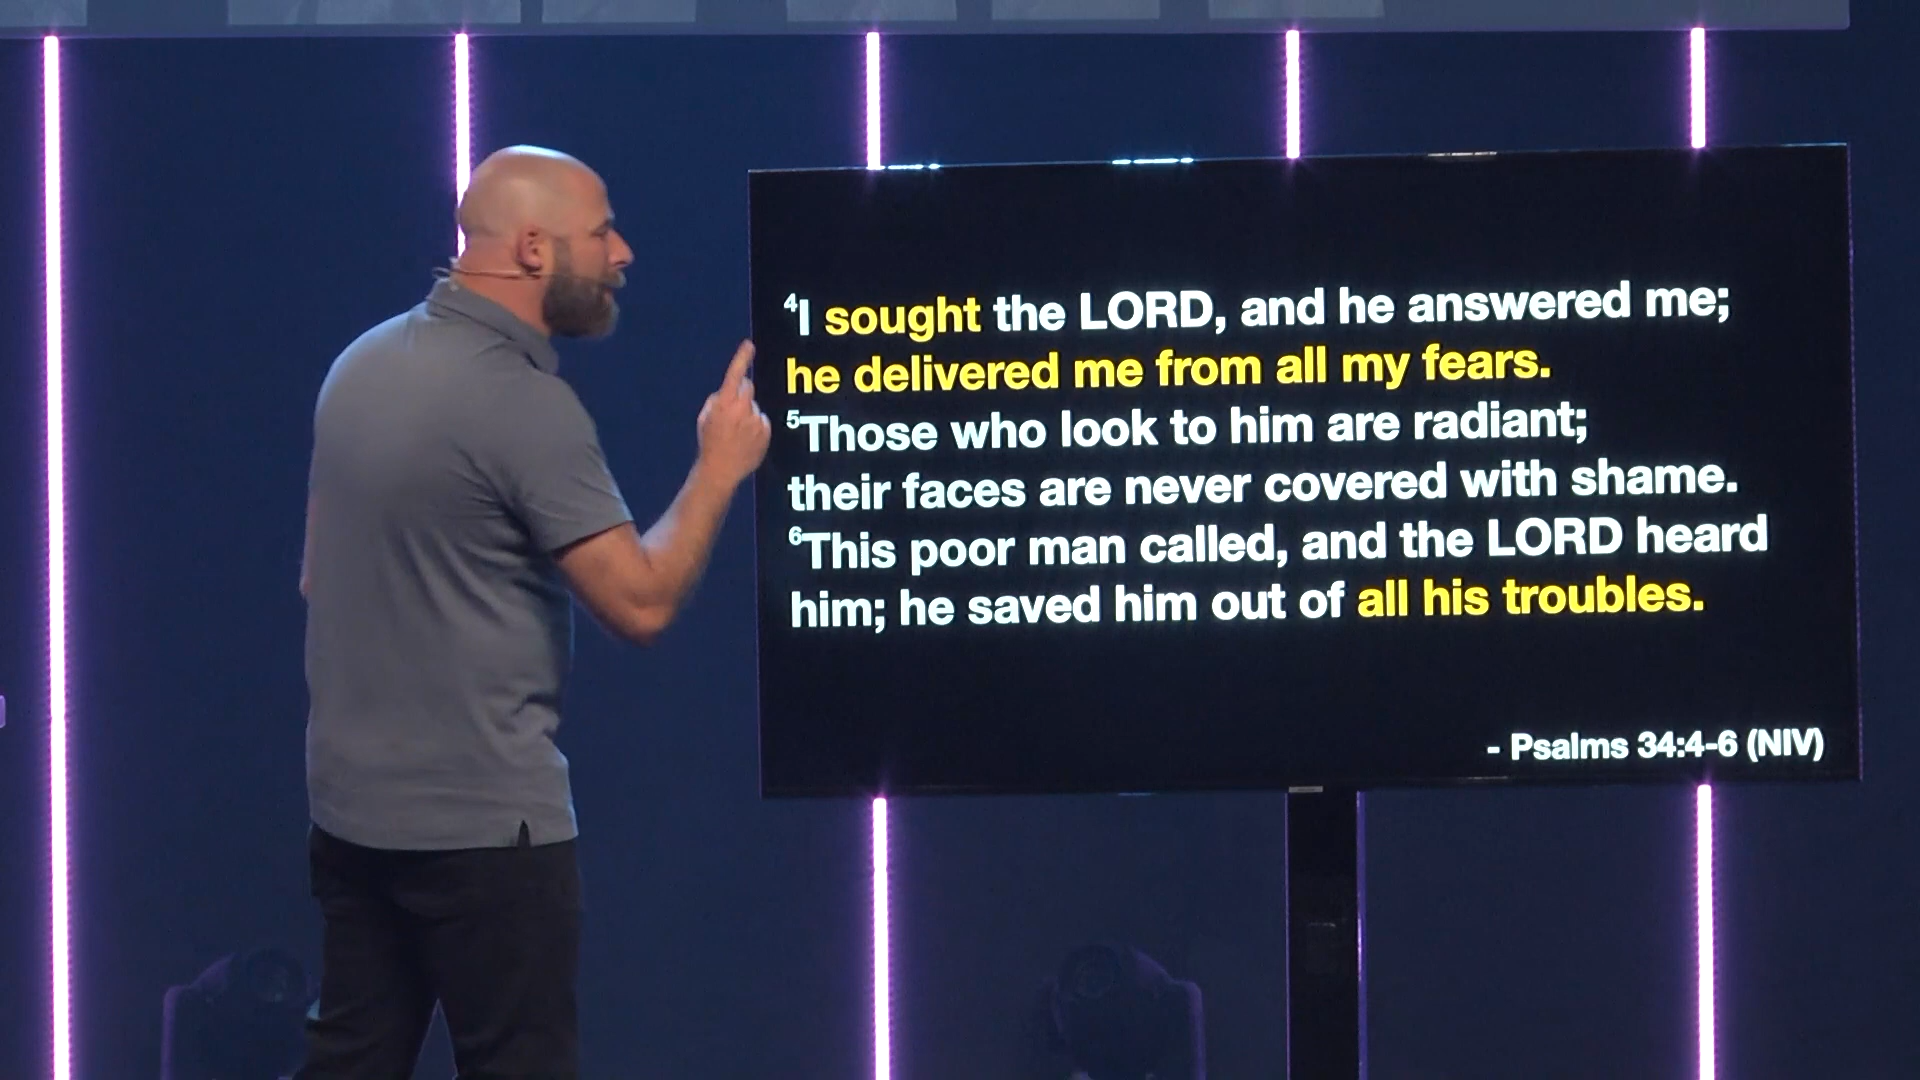 ⁴I sought the LORD, and he answered me;
he delivered me from all my fears.
⁵Those who look to him are radiant;
their faces are never covered with shame.
⁶This poor man called, and the LORD heard
him; he saved him out of all his troubles.
- Psalms 34:4-6 (NIV)